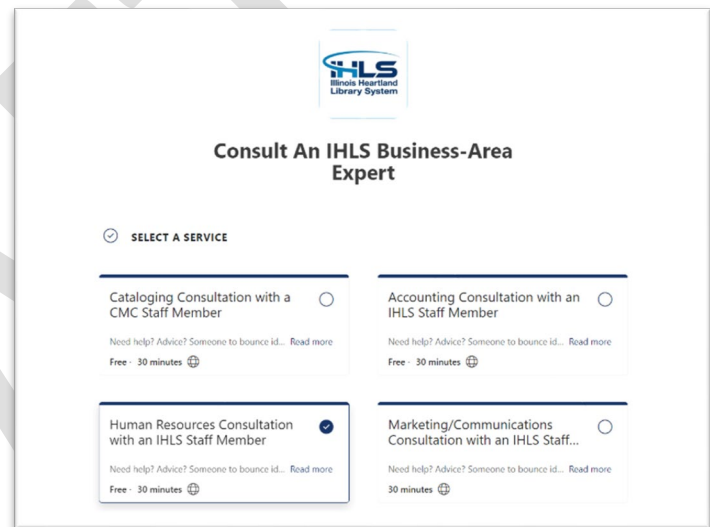 iHLS
Illinois Heartland
Library System
Consult An IHLS Business-Area
Expert
SELECT A SERVICE
Cataloging Consultation with a
CMC Staff Member
Need help? Advice? Someone to bounce id... Read more
Free · 30 minutes
Accounting Consultation with an
IHLS Staff Member
Need help? Advice? Someone to bounce id... Read more
Free · 30 minutes
Human Resources Consultation
with an IHLS Staff Member
Need help? Advice? Someone to bounce id... Read more
Free · 30 minutes
Marketing/Communications
Consultation with an IHLS Staff...
Need help? Advice? Someone to bounce id... Read more
30 minutes